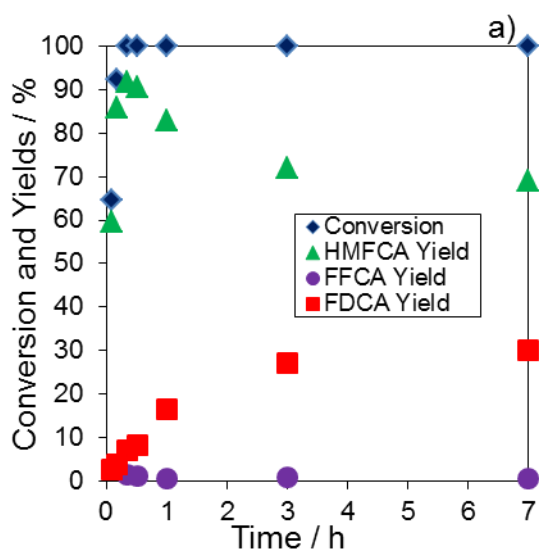 a)
100
90
80
70
60
50
40
30
20
10
0
Conversion and Yields / %
Conversion
HMFCA Yield
FFCA Yield
FDCA Yield
0 1 2 3 4 5 6 7
Time / h